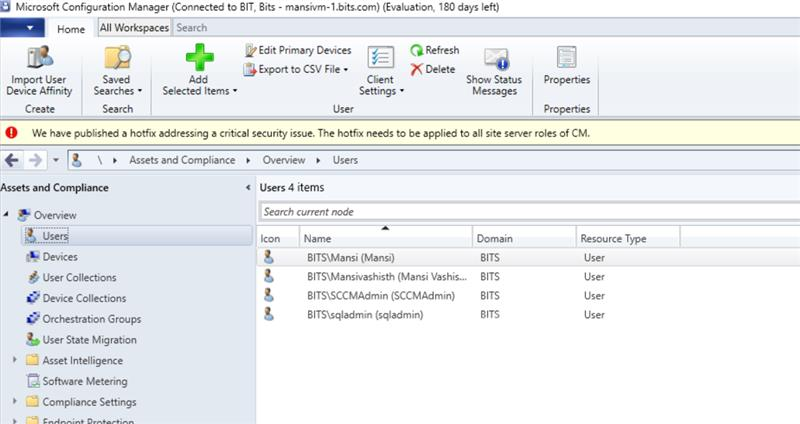 Microsoft Configuration Manager (Connected to BIT, Bits - mansivm-1.bits.com) (Evaluation, 180 days left)
Home All Workspaces Search
Import User Device Affinity
Create
Saved Searches
Search
Add Selected Items
Edit Primary Devices
Export to CSV File
Client Settings
Refresh
Delete
Show Status Messages
User
Properties
Properties
We have published a hotfix addressing a critical security issue. The hotfix needs to be applied to all site server roles of CM.
\ Assets and Compliance Overview Users
Assets and Compliance
Overview
Users
Devices
User Collections
Device Collections
Orchestration Groups
User State Migration
Asset Intelligence
Software Metering
Compliance Settings
Endpoint Protection
Users 4 items
Search current node
Icon Name Domain Resource Type
BITS\Mansi (Mansi) BITS User
BITS\Mansivashisth (Mansi Vashis... BITS User
BITS\SCCMAdmin (SCCMAdmin) BITS User
BITS\sqladmin (sqladmin) BITS User